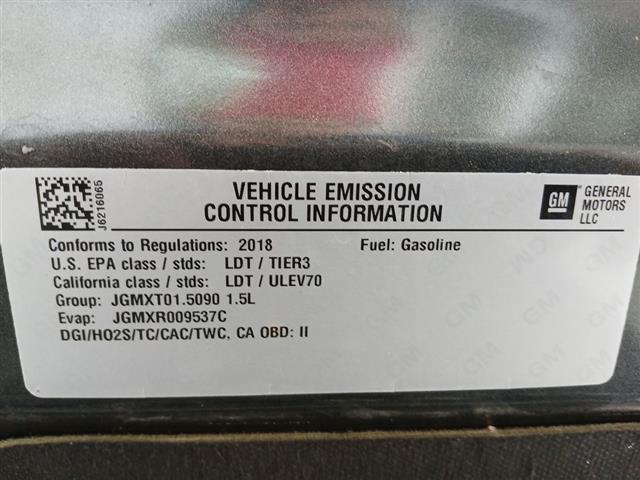 VEHICLE EMISSION
CONTROL INFORMATION
J6216065
GM
GENERAL
MOTORS
LLC
Conforms to Regulations: 2018 Fuel: Gasoline
U.S. EPA class / stds: LDT / TIER3
California class / stds: LDT / ULEV70
Group: JGMXT01.5090 1.5L
Evap: JGMXR009537C
DGI/HO2S/TC/CAC/TWC, CA OBD: II